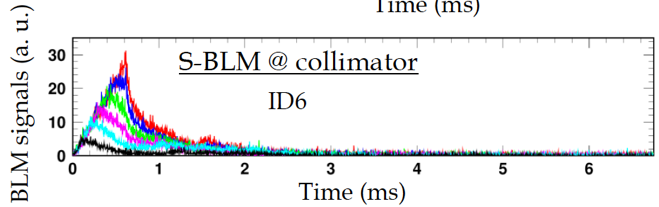 Time (ms)
BLM signals (a. u.)
30
20
10
0
S-BLM @ collimator
ID6
0 1 2 3 4 5 6
Time (ms)